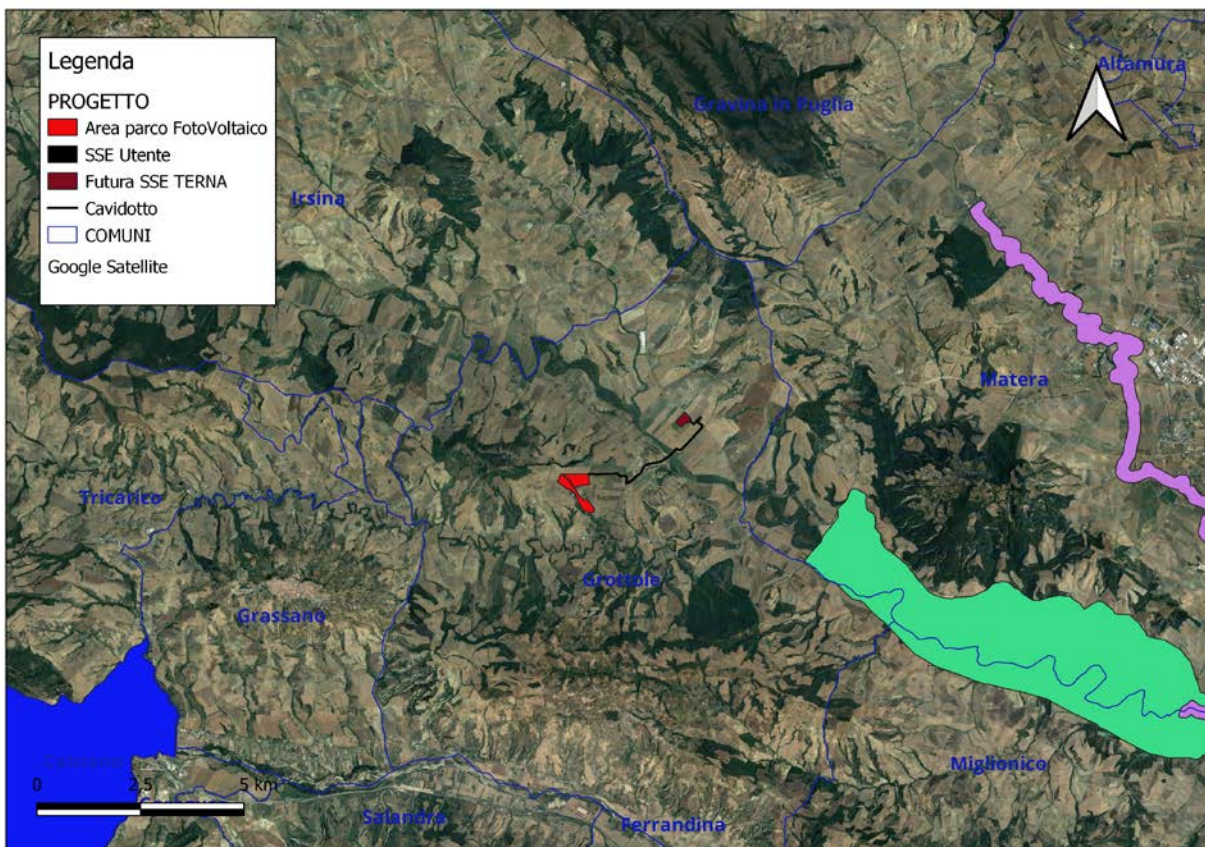 Legenda
PROGETTO
Area parco FotoVoltaico
SSE Utente
Futura SSE TERNA
Cavidotto
COMUNI
Google Satellite
Altamura
Gravina in Puglia
Irsina
Matera
Tricarico
Grottole
Grassano
Miglionico
0 2,5 5 km
Salandra
Ferrandina